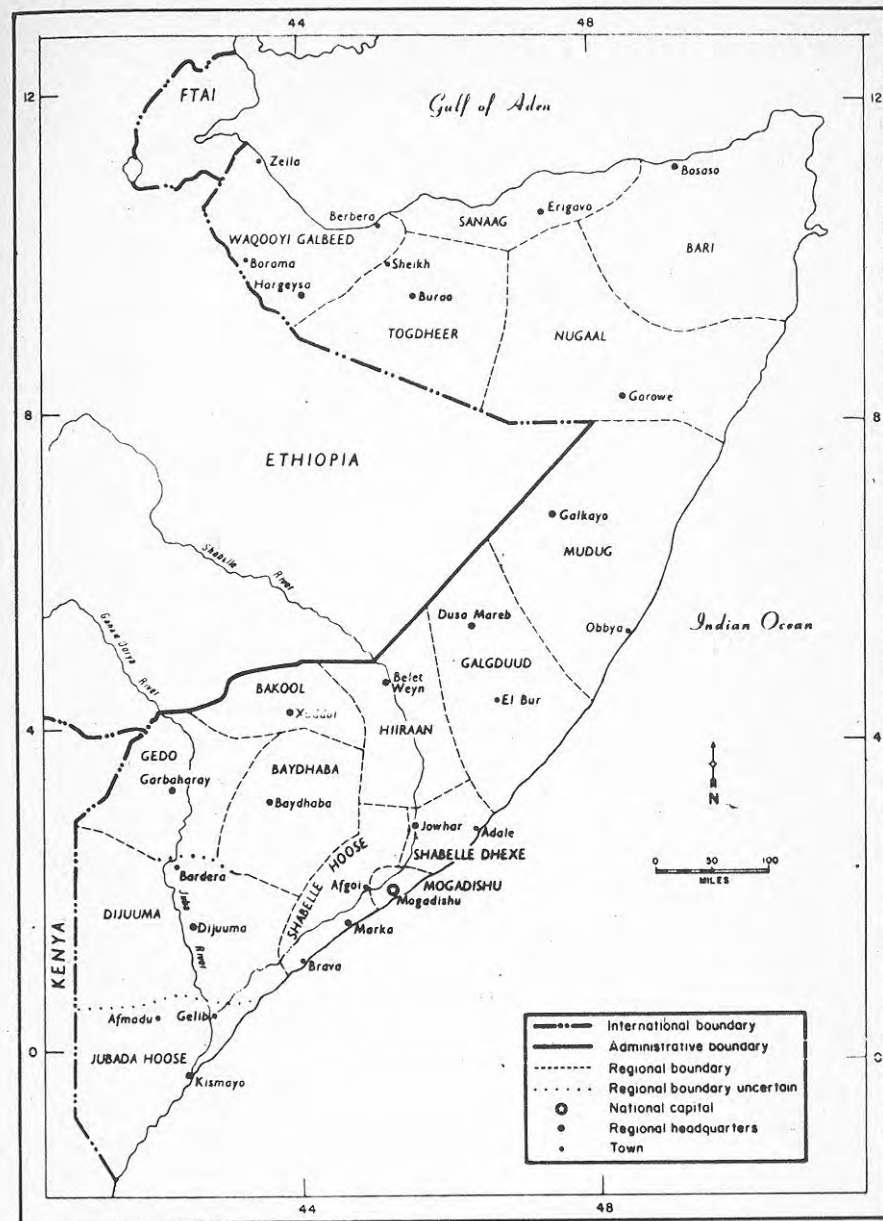 44
48
12
12
FTAI
Gulf of Aden
Zeila
Bosaso
Berbera
SANAAG
Erigavo
WAQOOYI GALBEED
BARI
Borama
Sheikh
Hargeysa
Burao
TOGDHEER
NUGAAL
Garowe
8
8
ETHIOPIA
Galkayo
MUDUG
Shabelle River
Dusa Mareb
Obbya
Indian Ocean
GALGDUUD
River
BAKOOL
Belet
Weyn
El Bur
Xuddur
HIIRAAN
4
4
GEDO
BAYDHABA
Garbaharay
Baydhaba
N
Jowhar
Adale
SHABELLE HOOSE
SHABELLE DHEXE
0 50 100
MILES
Bardera
Afgoi
MOGADISHU
Mogadishu
DIJUUMA
Juba River
Dijuuma
Marka
KENYA
Brava
Afmadu
Gelib
0
0
JUBADA HOOSE
Kismayo
International boundary
Administrative boundary
Regional boundary
Regional boundary uncertain
National capital
Regional headquarters
Town
44
48